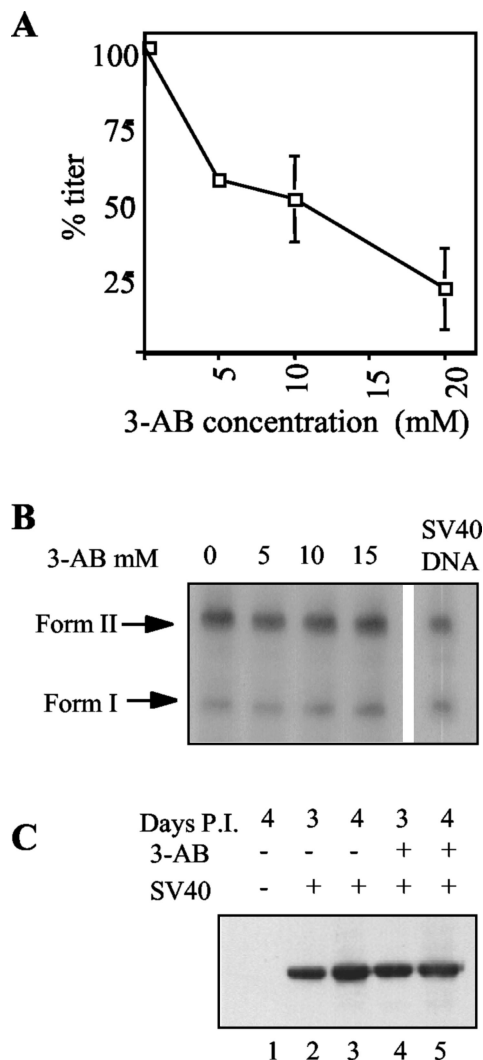 A
100
75
50
25
% titer
5 10 15 20
3-AB concentration (mM)
B
SV40
DNA
3-AB mM 0 5 10 15
Form II
Form I
C
Days P.I. 4 3 4 3 4
3-AB - - - + +
SV40 - + + + +
1 2 3 4 5